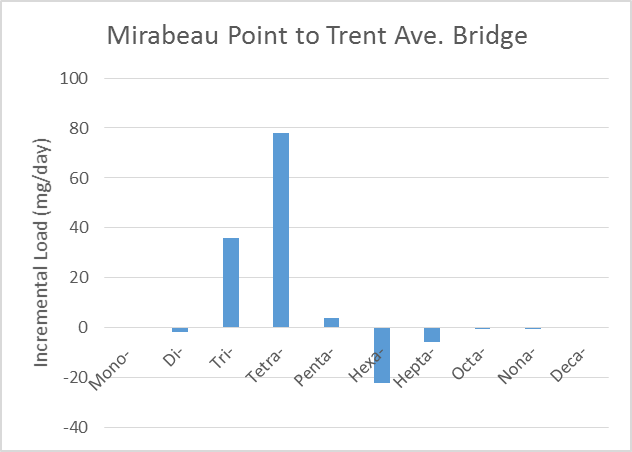 Mirabeau Point to Trent Ave. Bridge
Incremental Load (mg/day)
100
80
60
40
20
0
-20
-40
Mono-
Di-
Tri-
Tetra-
Penta-
Hexa-
Hepta-
Octa-
Nona-
Deca-